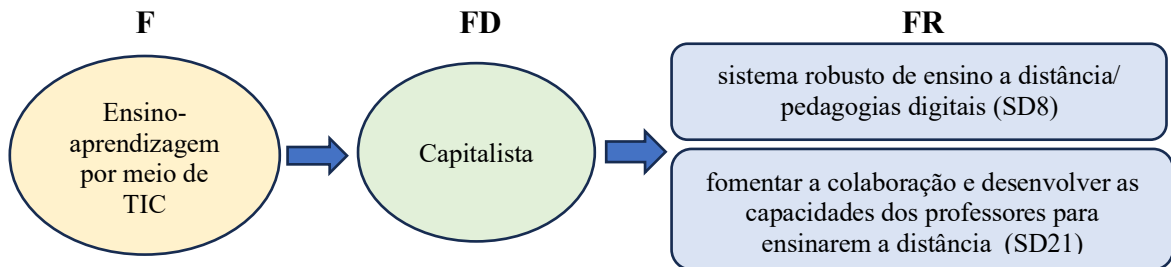 F
FD
FR
Ensino-
aprendizagem
por meio de
TIC
Capitalista
sistema robusto de ensino a distância/
pedagogias digitais (SD8)
fomentar a colaboração e desenvolver as
capacidades dos professores para
ensinarem a distância (SD21)